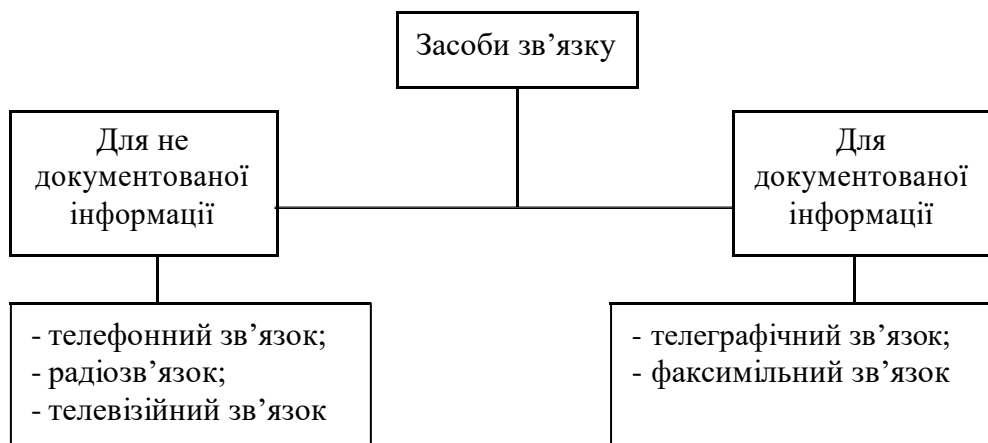 Засоби зв’язку
Для не
документованої
інформації
Для
документованої
інформації
- телефонний зв’язок;
- радіозв’язок;
- телевізійний зв’язок
- телеграфічний зв’язок;
- факсимільний зв’язок